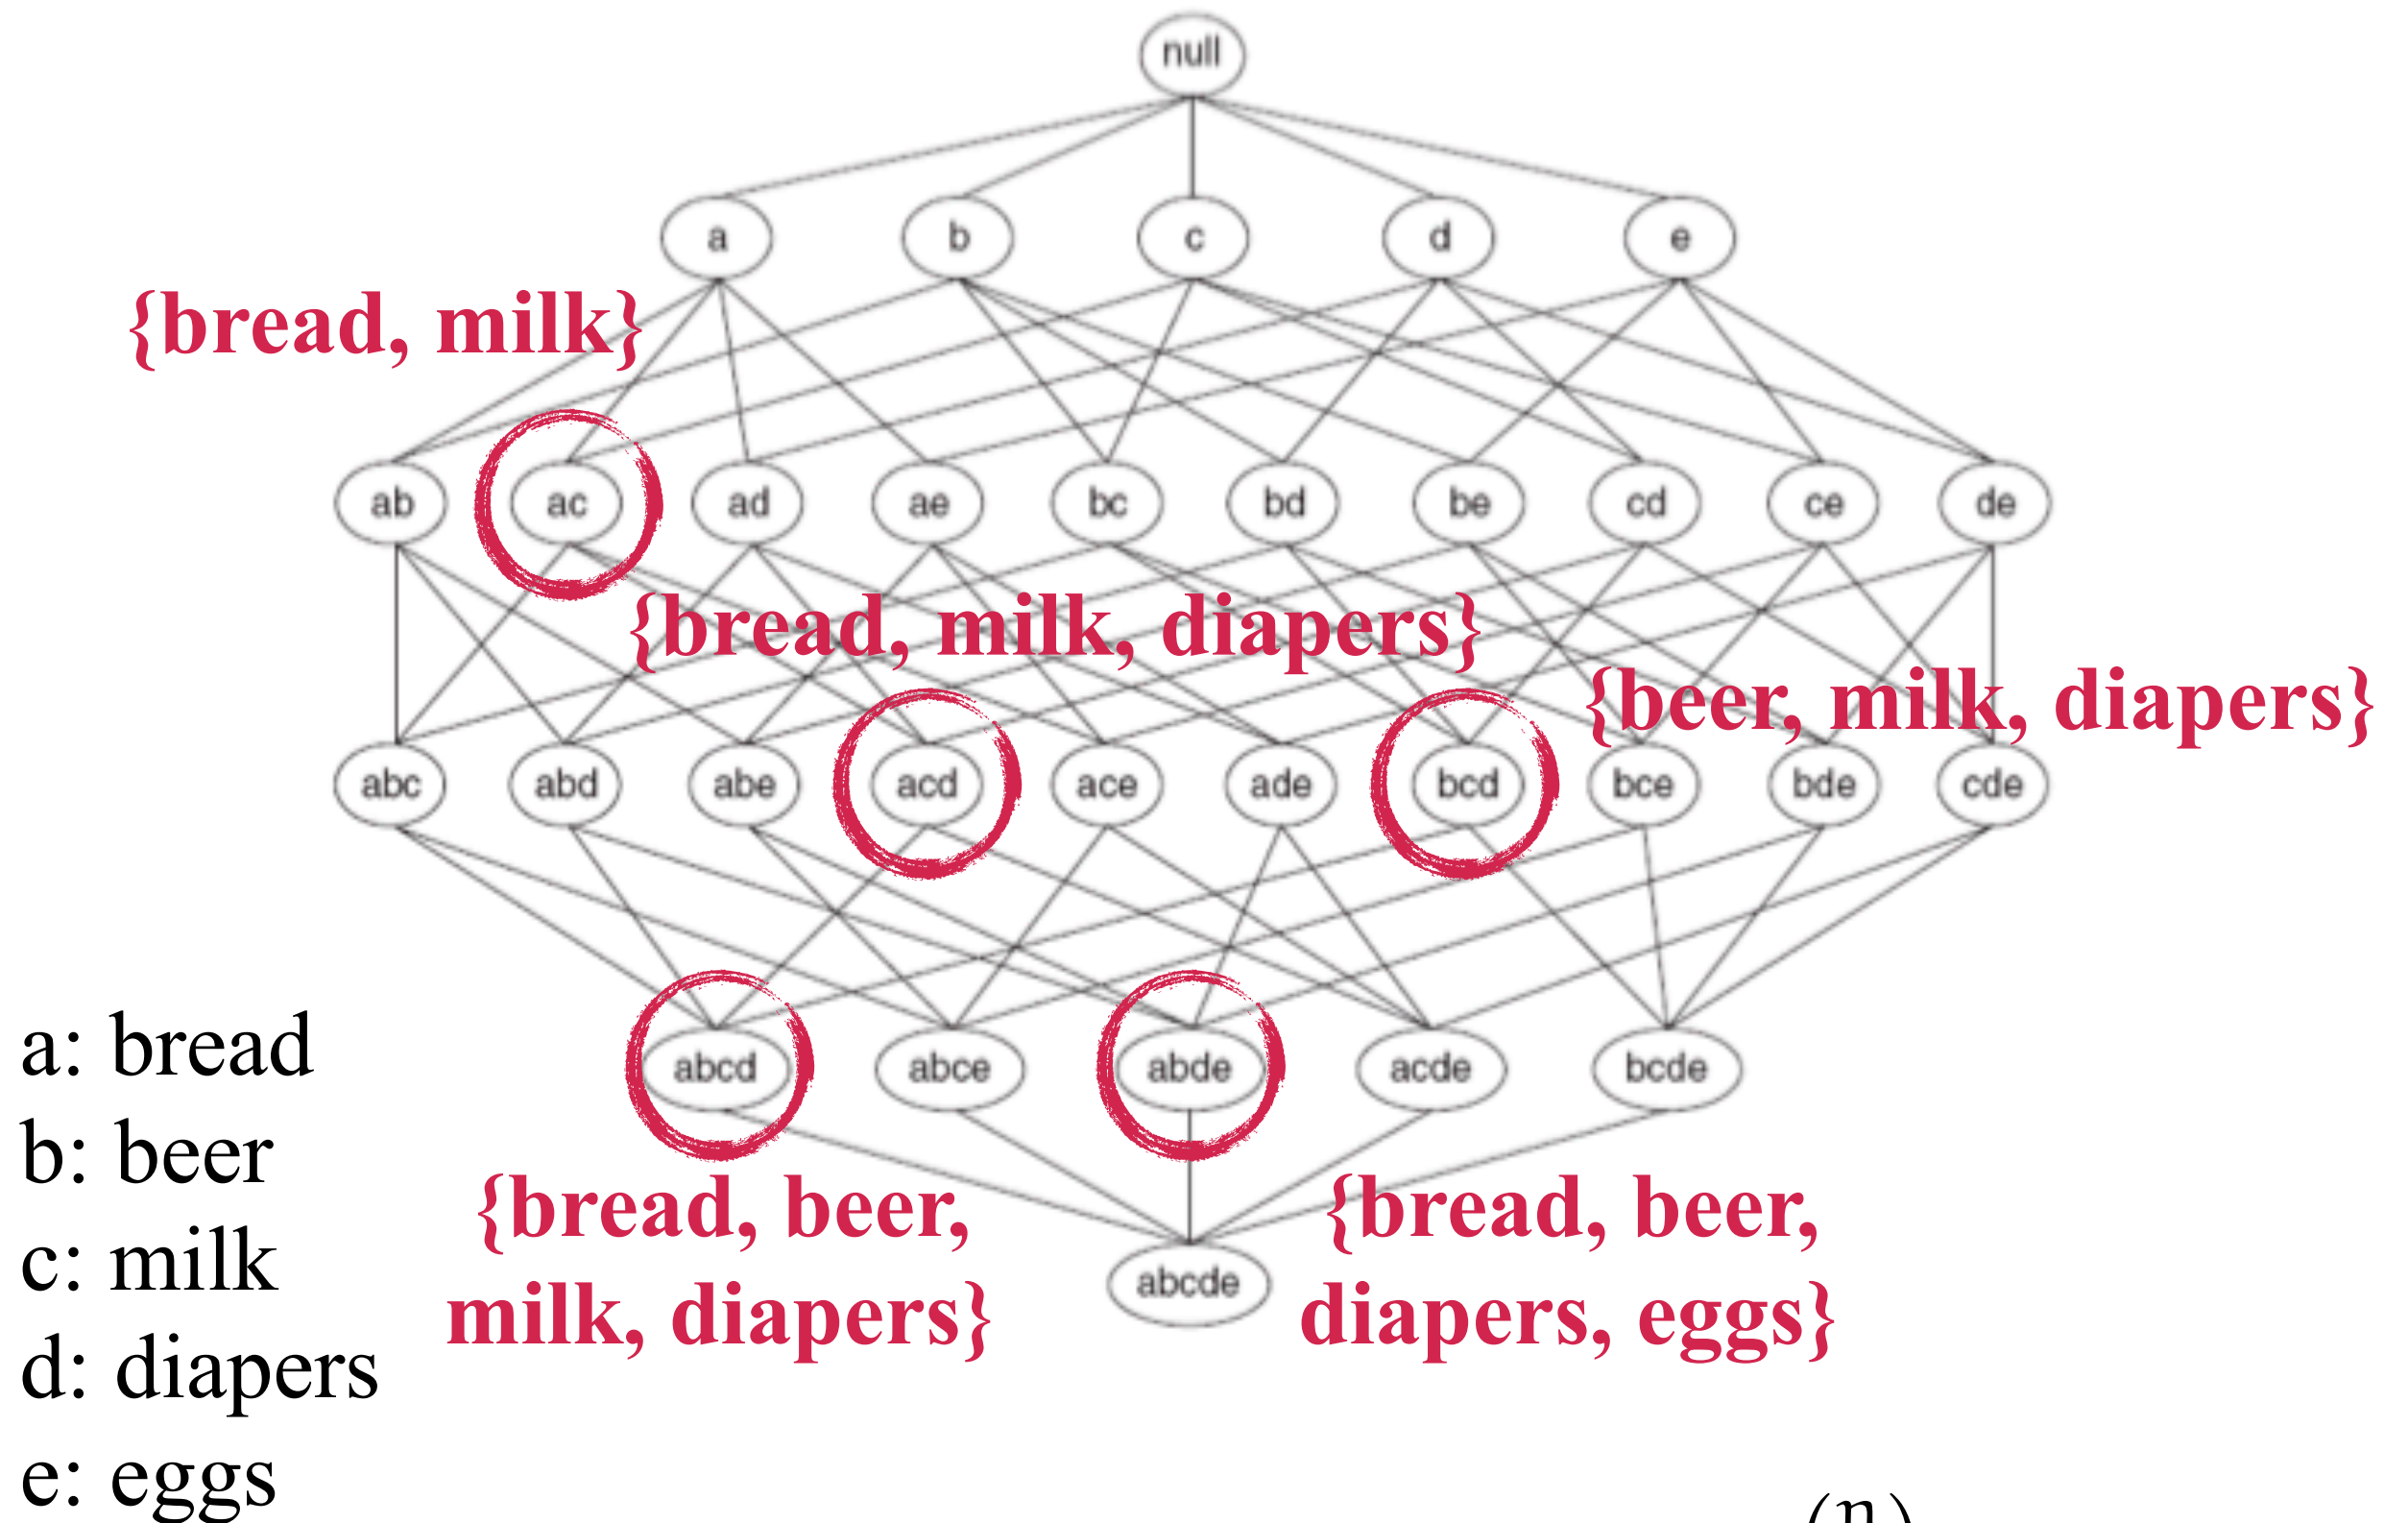 null
a b c d e
{bread, milk}
ab ac ad ae bc bd be cd ce de
{bread, milk, diapers}
{beer, milk, diapers}
abc abd abe acd ace ade bcd bce bde cde
abcd abce abde acde bcde
{bread, beer,
milk, diapers}
{bread, beer,
diapers, eggs}
abcde
a: bread
b: beer
c: milk
d: diapers
e: eggs